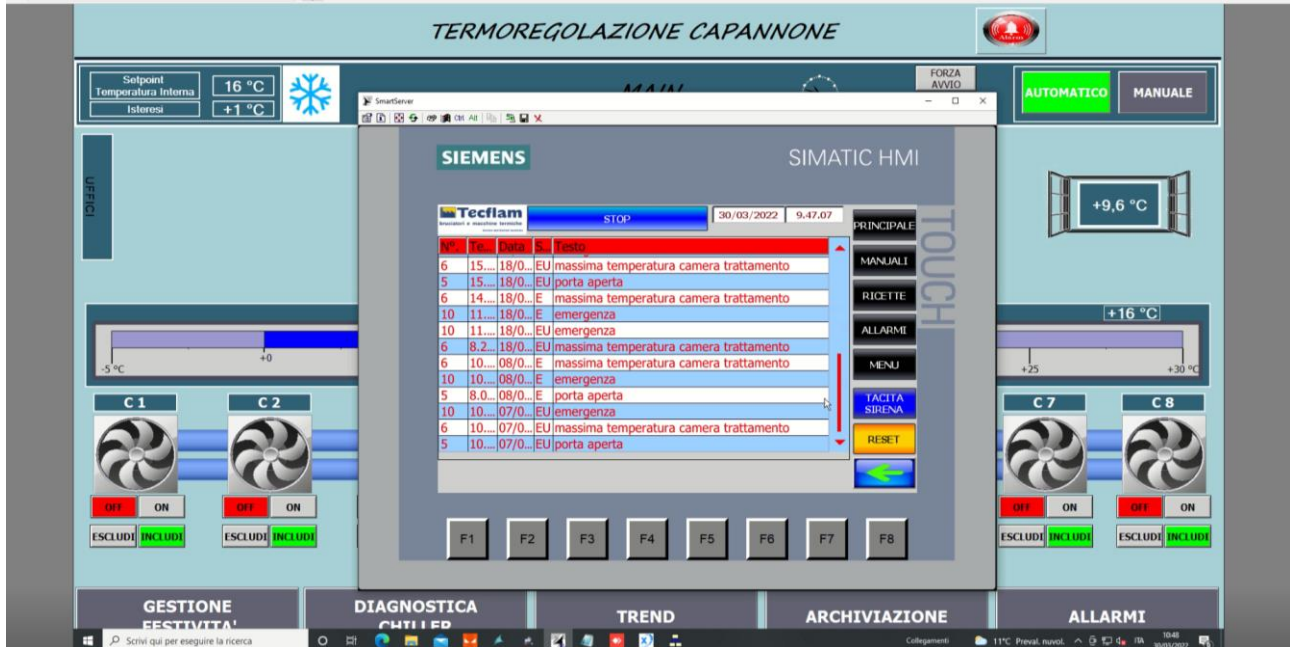 TERMOREGOLAZIONE CAPANNONE
Alarm
Setpoint
Temperatura Interna
16 °C
Isteresi
+1 °C
FORZA
AVVIO
AUTOMATICO
MANUALE
SmartServer
Ctrl Alt
SIEMENS
SIMATIC HMI
TOUCH
UFFICI
+9,6 °C
Tecflam
STOP
30/03/2022
9.47.07
PRINCIPALE
MANUALI
RICETTE
ALLARMI
MENU
TACITA
SIRENA
RESET
N°. Te... Data S... Testo
6 15.... 18/0... EU massima temperatura camera trattamento
5 15.... 18/0... EU porta aperta
6 14.... 18/0... E massima temperatura camera trattamento
10 11.... 18/0... E emergenza
10 11.... 18/0... EU emergenza
6 8.2... 18/0... EU massima temperatura camera trattamento
6 10.... 08/0... E massima temperatura camera trattamento
10 10.... 08/0... E emergenza
5 8.0... 08/0... E porta aperta
10 10.... 07/0... EU emergenza
6 10.... 07/0... EU massima temperatura camera trattamento
5 10.... 07/0... EU porta aperta
F1 F2 F3 F4 F5 F6 F7 F8
+16 °C
-5 °C
+0
+25
+30 °C
C 1
C 2
C 7
C 8
OFF ON
OFF ON
OFF ON
OFF ON
ESCLUDI INCLUDI
ESCLUDI INCLUDI
ESCLUDI INCLUDI
ESCLUDI INCLUDI
GESTIONE
FESTIVITA'
DIAGNOSTICA
CHILLER
TREND
ARCHIVIAZIONE
ALLARMI
Scrivi qui per eseguire la ricerca
Collegamenti
11°C Preval. nuvol.
ITA
10:48
30/03/2022